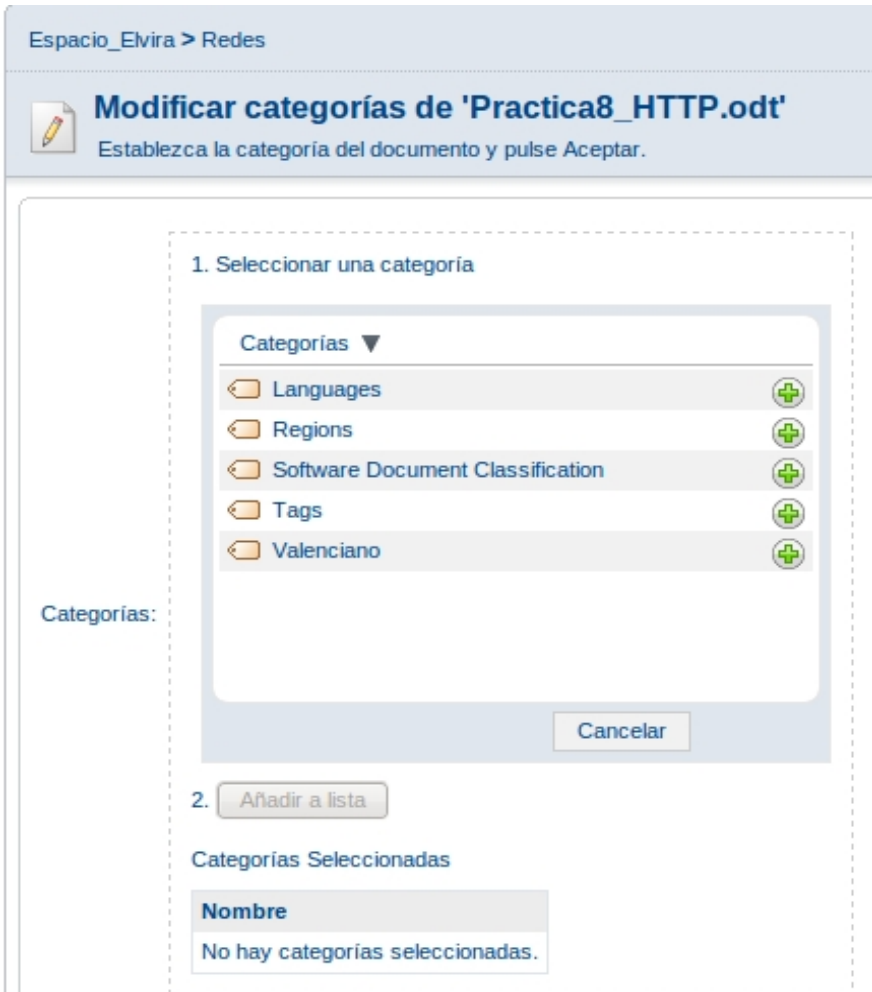 Espacio_Elvira > Redes
Modificar categorías de 'Practica8_HTTP.odt'
Establezca la categoría del documento y pulse Aceptar.
1. Seleccionar una categoría
Categorías
Languages
Regions
Software Document Classification
Tags
Valenciano
Categorías:
Cancelar
2. Añadir a lista
Categorías Seleccionadas
Nombre
No hay categorías seleccionadas.